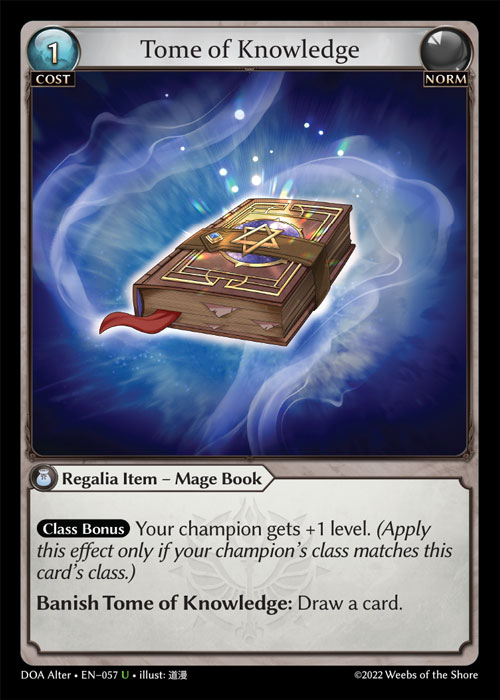 1
Tome of Knowledge
COST
NORM
Regalia Item – Mage Book
Class Bonus Your champion gets +1 level. (Apply
this effect only if your champion's class matches this
card's class.)
Banish Tome of Knowledge: Draw a card.
DOA Alter • EN–057 U • illust: 道漫
©2022 Weebs of the Shore